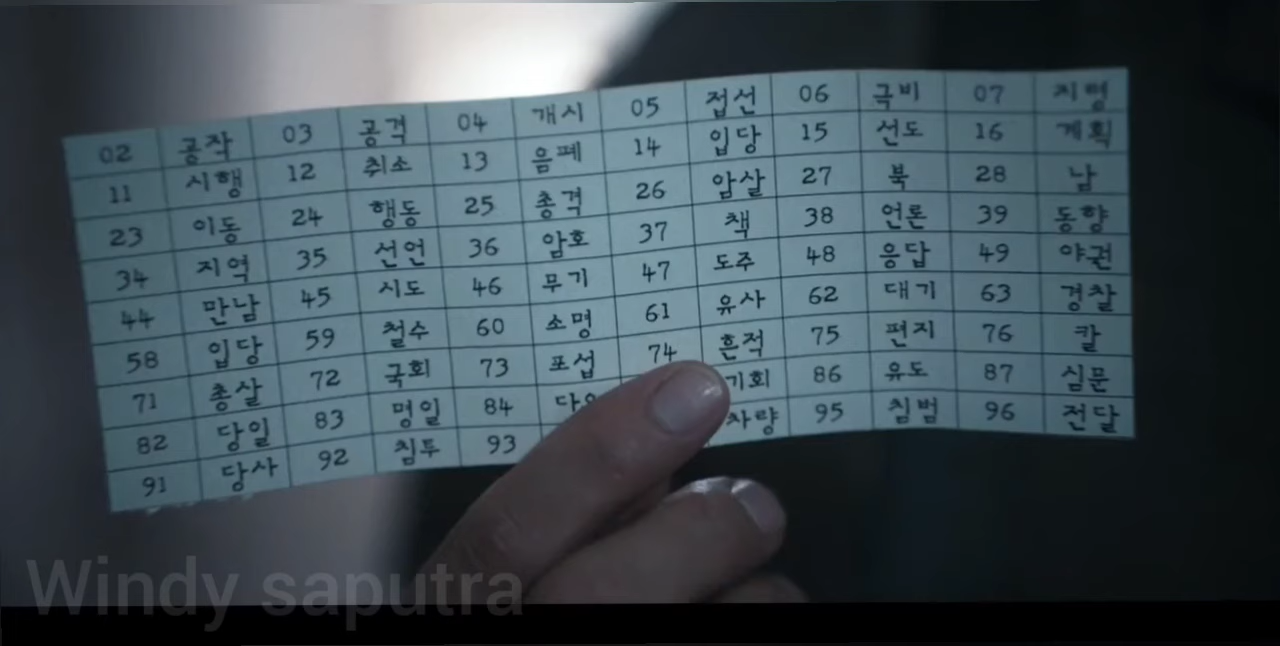 02 공작 03 공격 04 개시 05 접선 06 극비 07 지령
11 시행 12 취소 13 음폐 14 입당 15 선도 16 계획
23 이동 24 행동 25 총격 26 암살 27 북 28 남
34 지역 35 선언 36 암호 37 책 38 언론 39 동향
44 만남 45 시도 46 무기 47 도주 48 응답 49 야권
58 입당 59 철수 60 소명 61 유사 62 대기 63 경찰
71 총살 72 국회 73 포섭 74 흔적 75 편지 76 칼
82 당일 83 명일 84 기회 86 유도 87 심문
91 당사 92 침투 93 차량 95 침범 96 전달
Windy saputra